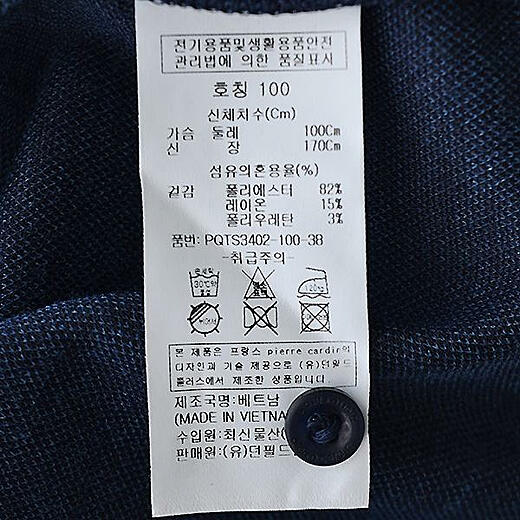 전기용품및생활용품안전
관리법에 의한 품질표시
호칭 100
신체치수(Cm)
가슴 둘레 100Cm
신 장 170Cm
섬유의혼용율(%)
겉감 폴리에스터 82%
레이온 15%
폴리우레탄 3%
품번: PQTS3402-100-38
-취급주의-
30℃
120℃
본 제품은 프랑스 pierre cardin의
디자인과 기술 제공으로 (유)던필드
플러스에서 제조한 상품입니다.
제조국명:베트남
(MADE IN VIETNA
수입원:최신물산(
판매원:(유)던필드